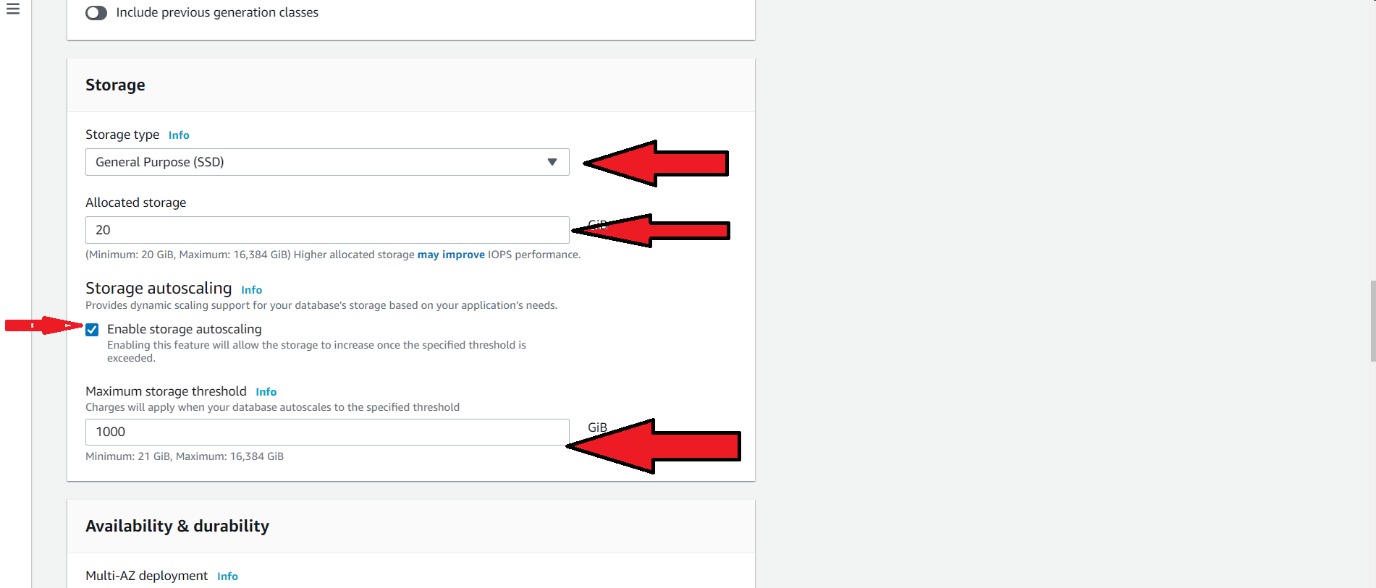 Include previous generation classes
Storage
Storage type Info
General Purpose (SSD)
Allocated storage
20
GiB
(Minimum: 20 GiB, Maximum: 16,384 GiB) Higher allocated storage may improve IOPS performance.
Storage autoscaling Info
Provides dynamic scaling support for your database's storage based on your application's needs.
Enable storage autoscaling
Enabling this feature will allow the storage to increase once the specified threshold is
exceeded.
Maximum storage threshold Info
Charges will apply when your database autoscales to the specified threshold
1000
GiB
Minimum: 21 GiB, Maximum: 16,384 GiB
Availability & durability
Multi-AZ deployment Info